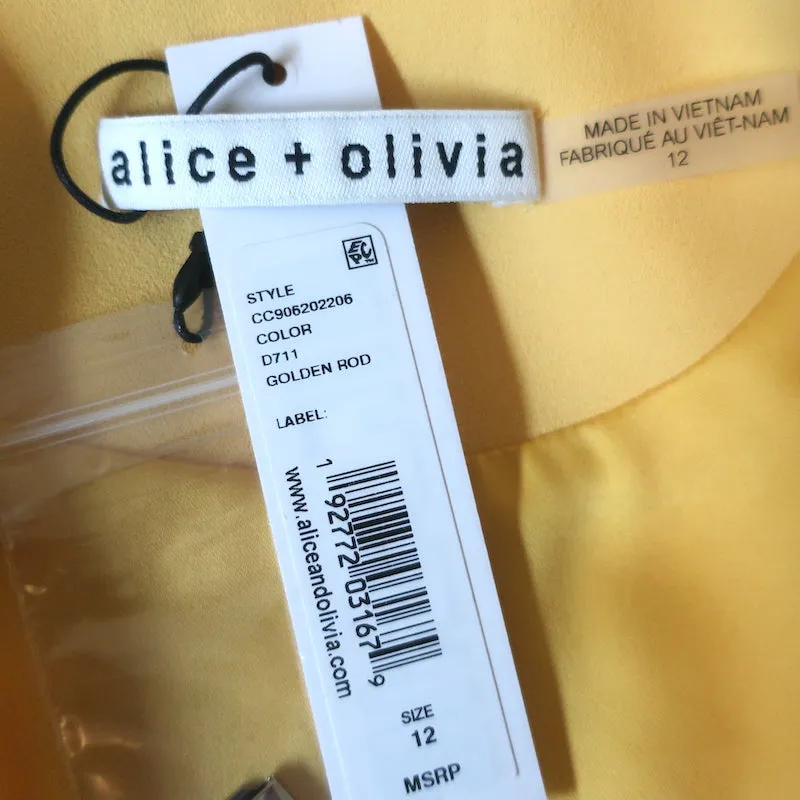 alice + olivia
MADE IN VIETNAM
FABRIQUÉ AU VIÊT-NAM
12
EPC™
STYLE
CC906202206
COLOR
D711
GOLDEN ROD
LABEL:
1 92772 03167 9
www.aliceandolivia.com
SIZE
12
MSRP